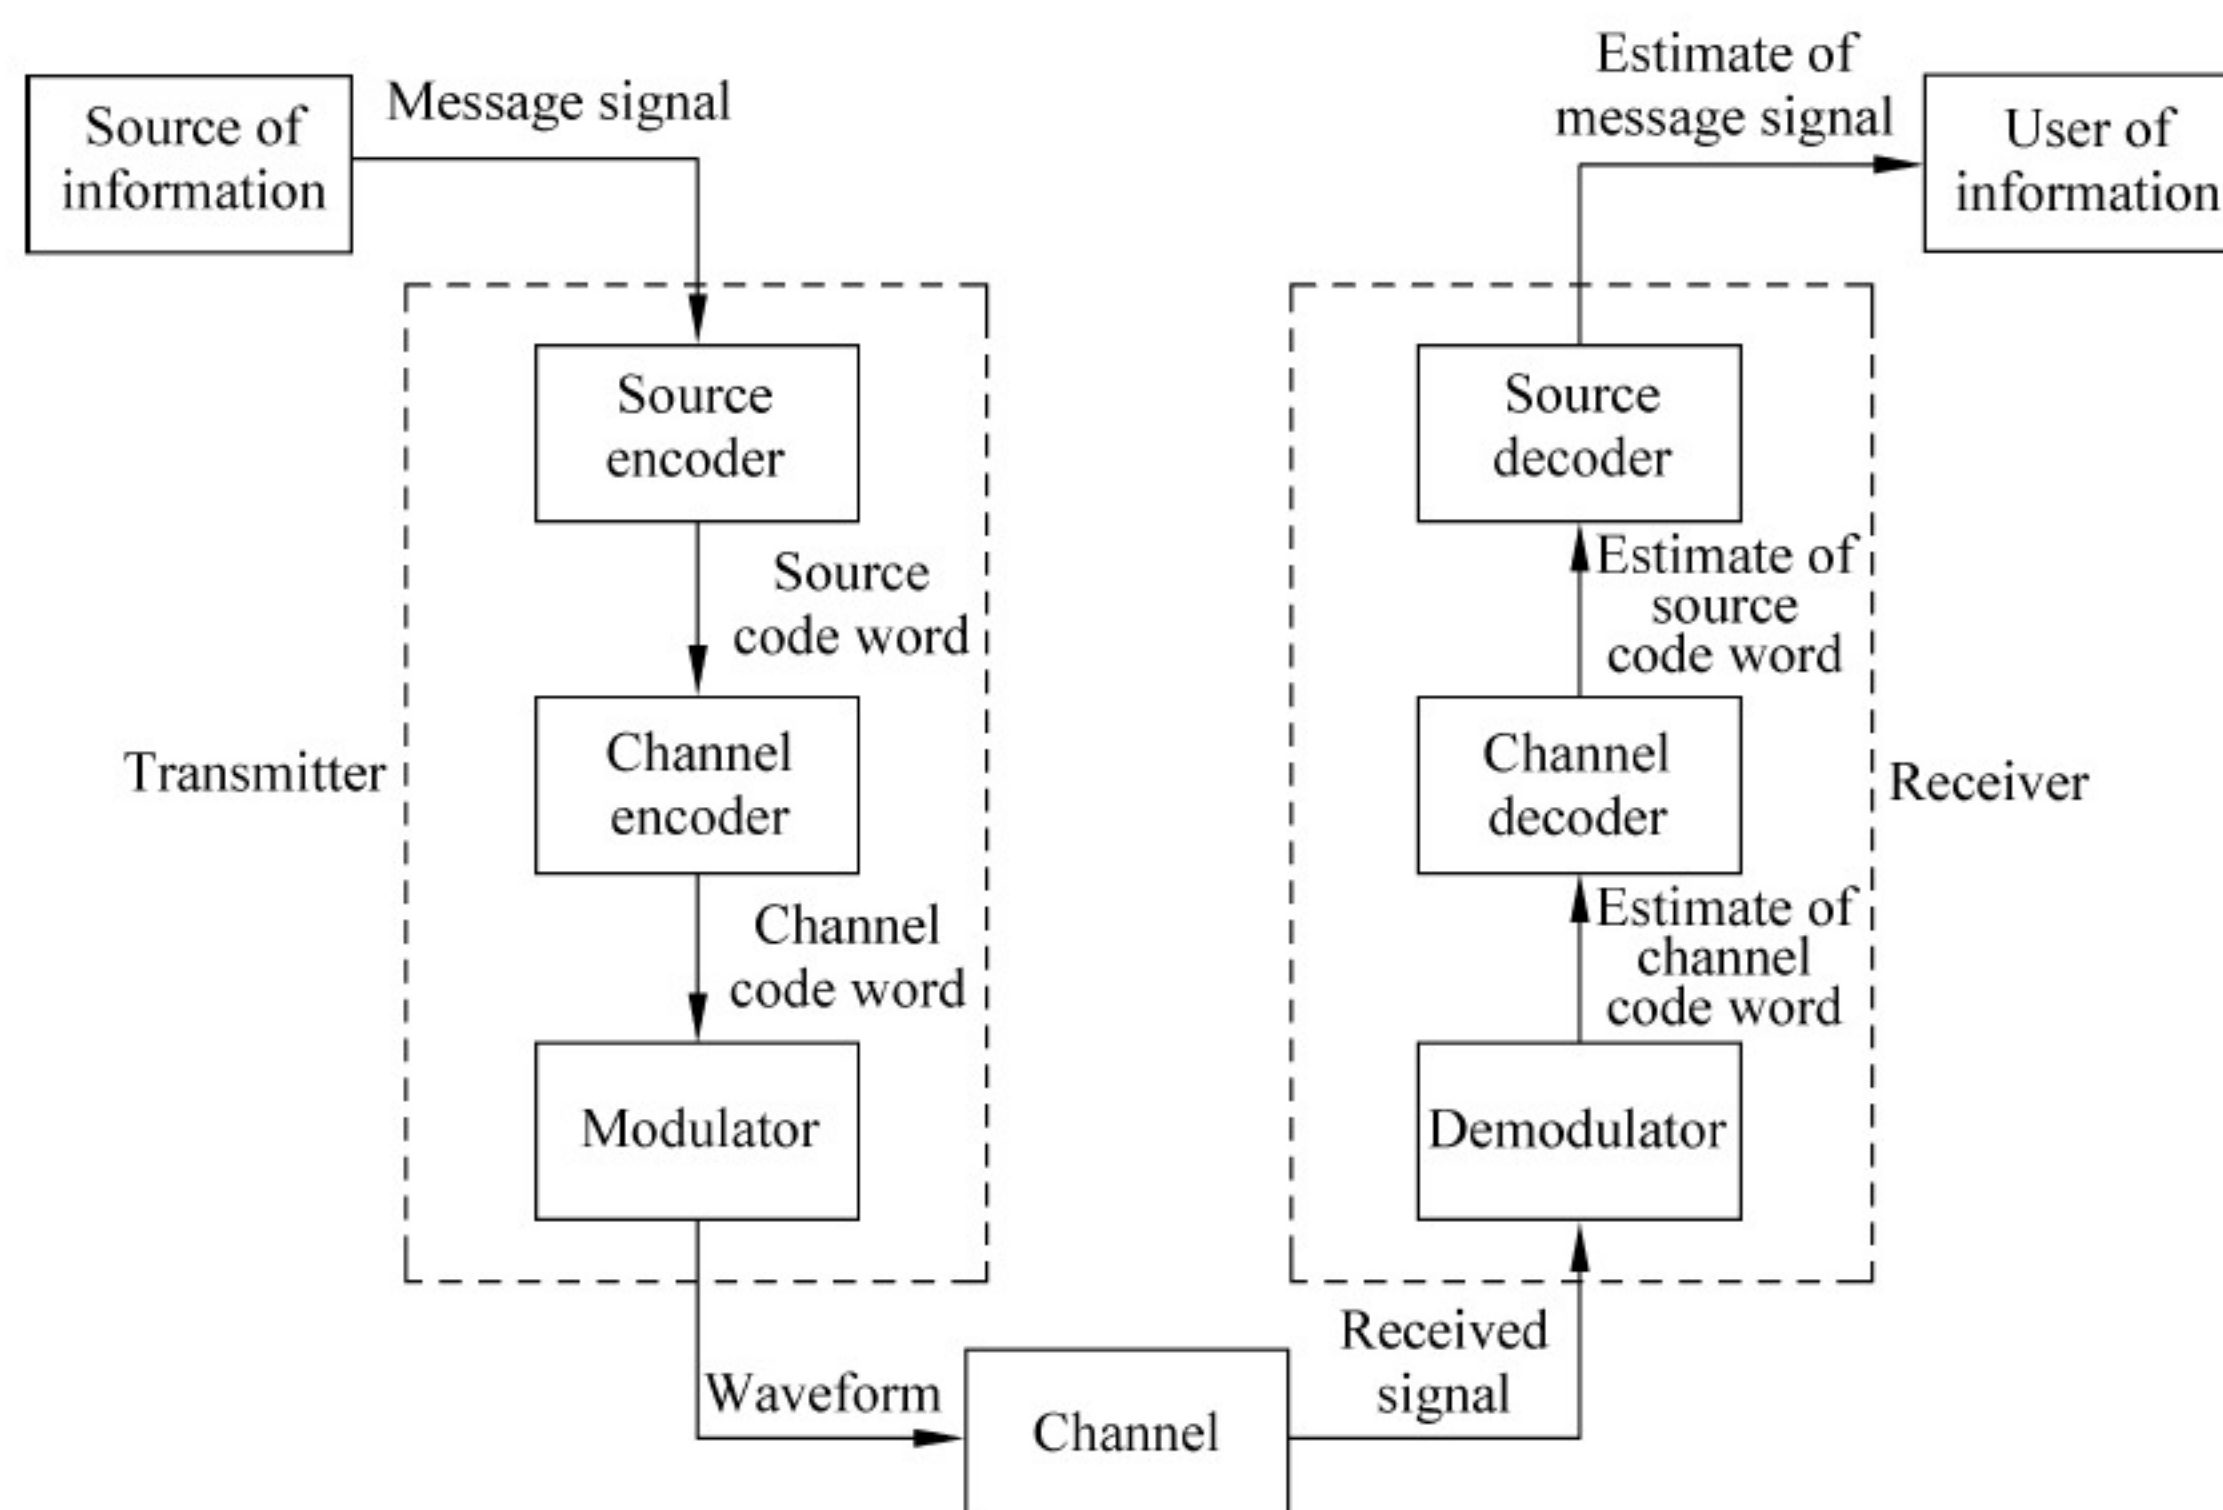 Source of
information
Message signal
Estimate of
message signal
User of
information
Source
encoder
Source
code word
Transmitter
Channel
encoder
Channel
code word
Modulator
Waveform
Channel
Received
signal
Demodulator
Estimate of
channel
code word
Channel
decoder
Receiver
Estimate of
source
code word
Source
decoder